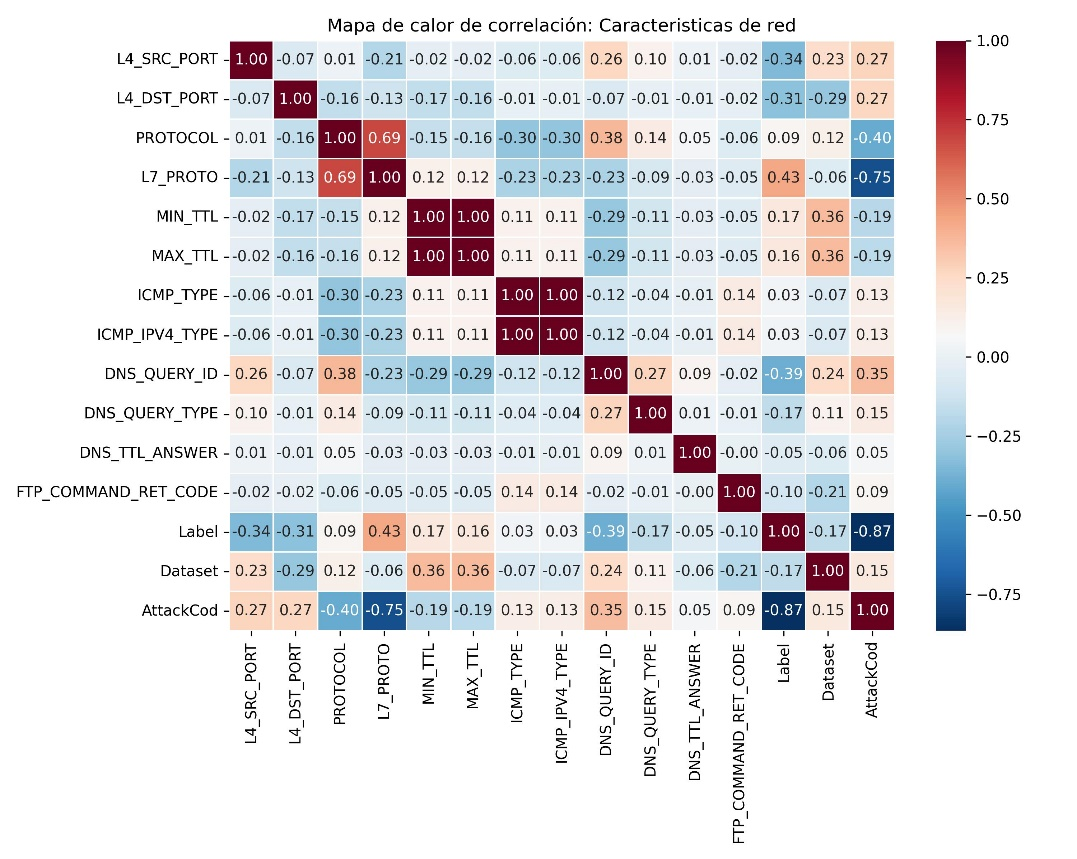 Mapa de calor de correlación: Caracteristicas de red
L4_SRC_PORT 1.00 -0.07 0.01 -0.21 -0.02 -0.02 -0.06 -0.06 0.26 0.10 0.01 -0.02 -0.34 0.23 0.27
L4_DST_PORT -0.07 1.00 -0.16 -0.13 -0.17 -0.16 -0.01 -0.01 -0.07 -0.01 -0.01 -0.02 -0.31 -0.29 0.27
PROTOCOL 0.01 -0.16 1.00 0.69 -0.15 -0.16 -0.30 -0.30 0.38 0.14 0.05 -0.06 0.09 0.12 -0.40
L7_PROTO -0.21 -0.13 0.69 1.00 0.12 0.12 -0.23 -0.23 -0.23 -0.09 -0.03 -0.05 0.43 -0.06 -0.75
MIN_TTL -0.02 -0.17 -0.15 0.12 1.00 1.00 0.11 0.11 -0.29 -0.11 -0.03 -0.05 0.17 0.36 -0.19
MAX_TTL -0.02 -0.16 -0.16 0.12 1.00 1.00 0.11 0.11 -0.29 -0.11 -0.03 -0.05 0.16 0.36 -0.19
ICMP_TYPE -0.06 -0.01 -0.30 -0.23 0.11 0.11 1.00 1.00 -0.12 -0.04 -0.01 0.14 0.03 -0.07 0.13
ICMP_IPV4_TYPE -0.06 -0.01 -0.30 -0.23 0.11 0.11 1.00 1.00 -0.12 -0.04 -0.01 0.14 0.03 -0.07 0.13
DNS_QUERY_ID 0.26 -0.07 0.38 -0.23 -0.29 -0.29 -0.12 -0.12 1.00 0.27 0.09 -0.02 -0.39 0.24 0.35
DNS_QUERY_TYPE 0.10 -0.01 0.14 -0.09 -0.11 -0.11 -0.04 -0.04 0.27 1.00 0.01 -0.01 -0.17 0.11 0.15
DNS_TTL_ANSWER 0.01 -0.01 0.05 -0.03 -0.03 -0.03 -0.01 -0.01 0.09 0.01 1.00 -0.00 -0.05 -0.06 0.05
FTP_COMMAND_RET_CODE -0.02 -0.02 -0.06 -0.05 -0.05 -0.05 0.14 0.14 -0.02 -0.01 -0.00 1.00 -0.10 -0.21 0.09
Label -0.34 -0.31 0.09 0.43 0.17 0.16 0.03 0.03 -0.39 -0.17 -0.05 -0.10 1.00 -0.17 -0.87
Dataset 0.23 -0.29 0.12 -0.06 0.36 0.36 -0.07 -0.07 0.24 0.11 -0.06 -0.21 -0.17 1.00 0.15
AttackCod 0.27 0.27 -0.40 -0.75 -0.19 -0.19 0.13 0.13 0.35 0.15 0.05 0.09 -0.87 0.15 1.00
L4_SRC_PORT
L4_DST_PORT
PROTOCOL
L7_PROTO
MIN_TTL
MAX_TTL
ICMP_TYPE
ICMP_IPV4_TYPE
DNS_QUERY_ID
DNS_QUERY_TYPE
DNS_TTL_ANSWER
FTP_COMMAND_RET_CODE
Label
Dataset
AttackCod
1.00
0.75
0.50
0.25
0.00
−0.25
−0.50
−0.75